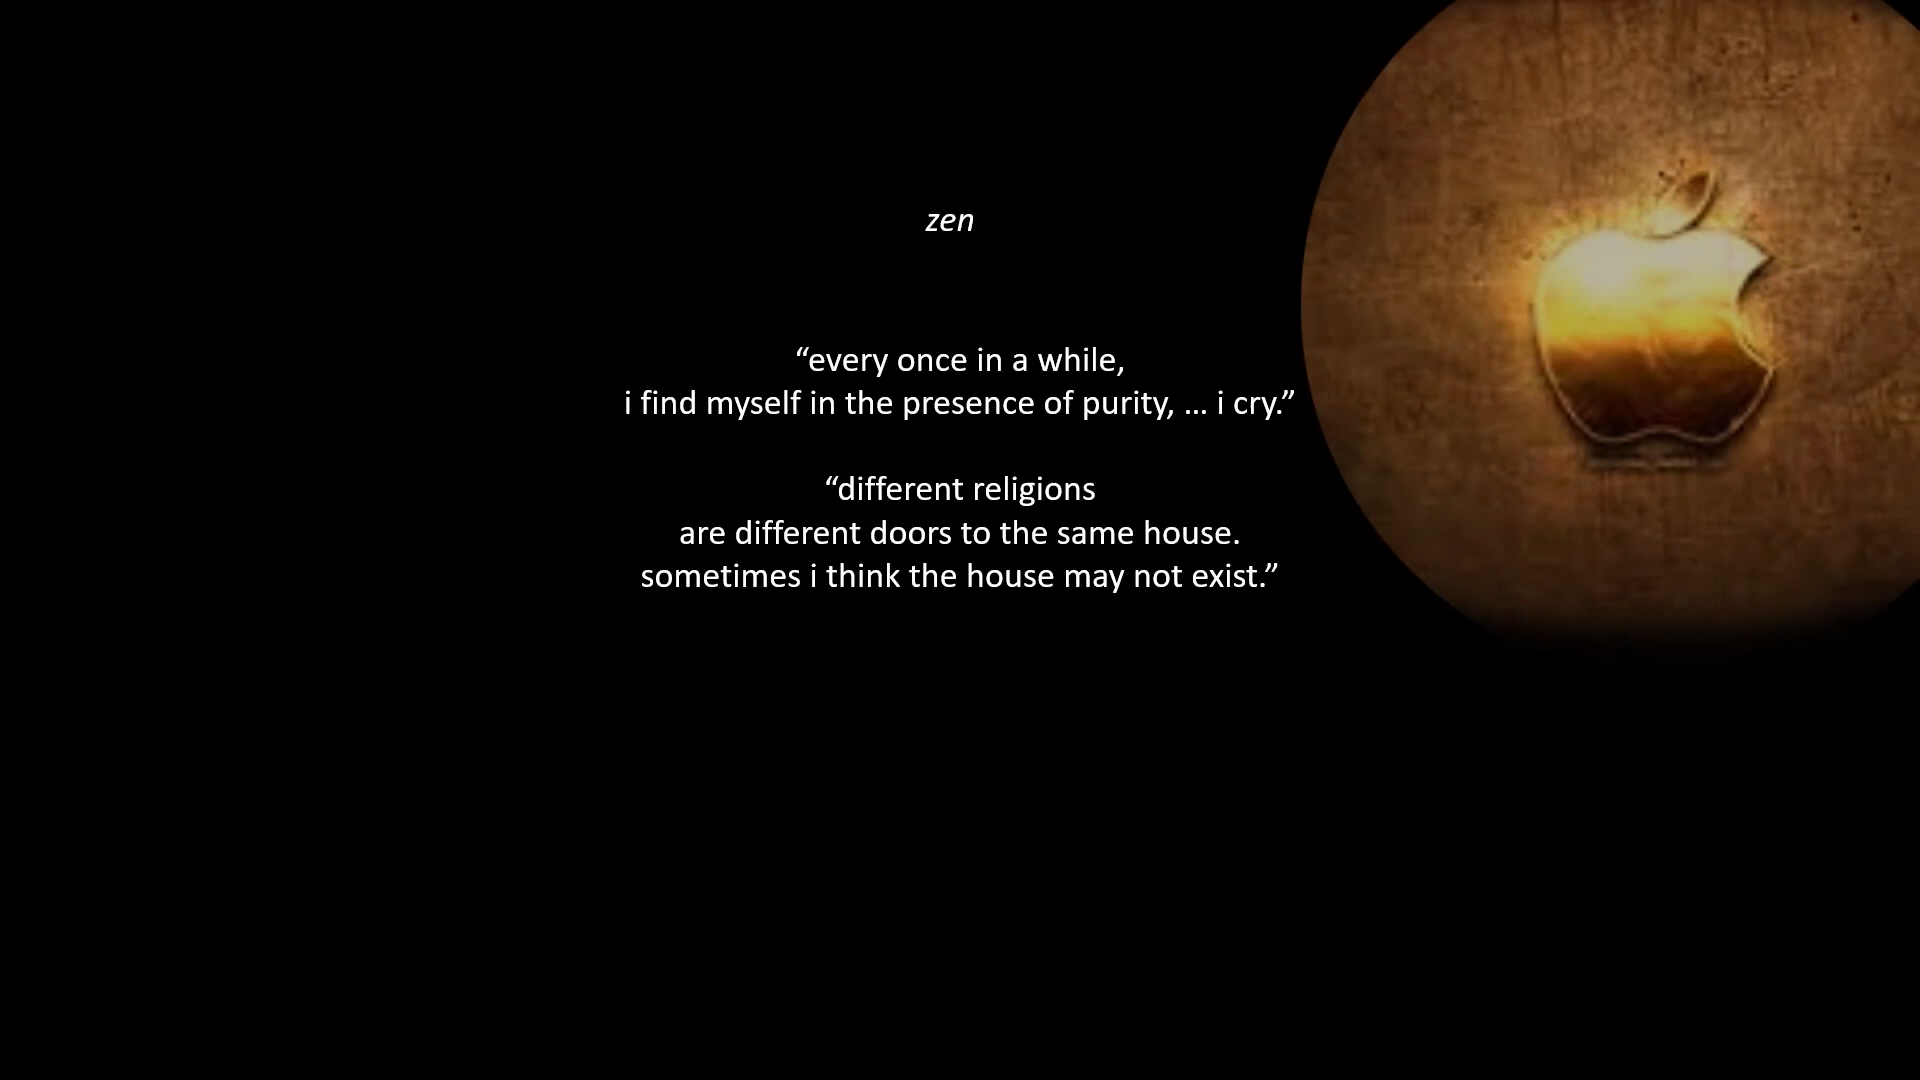 zen
“every once in a while,
i find myself in the presence of purity, … i cry.”
“different religions
are different doors to the same house.
sometimes i think the house may not exist.”